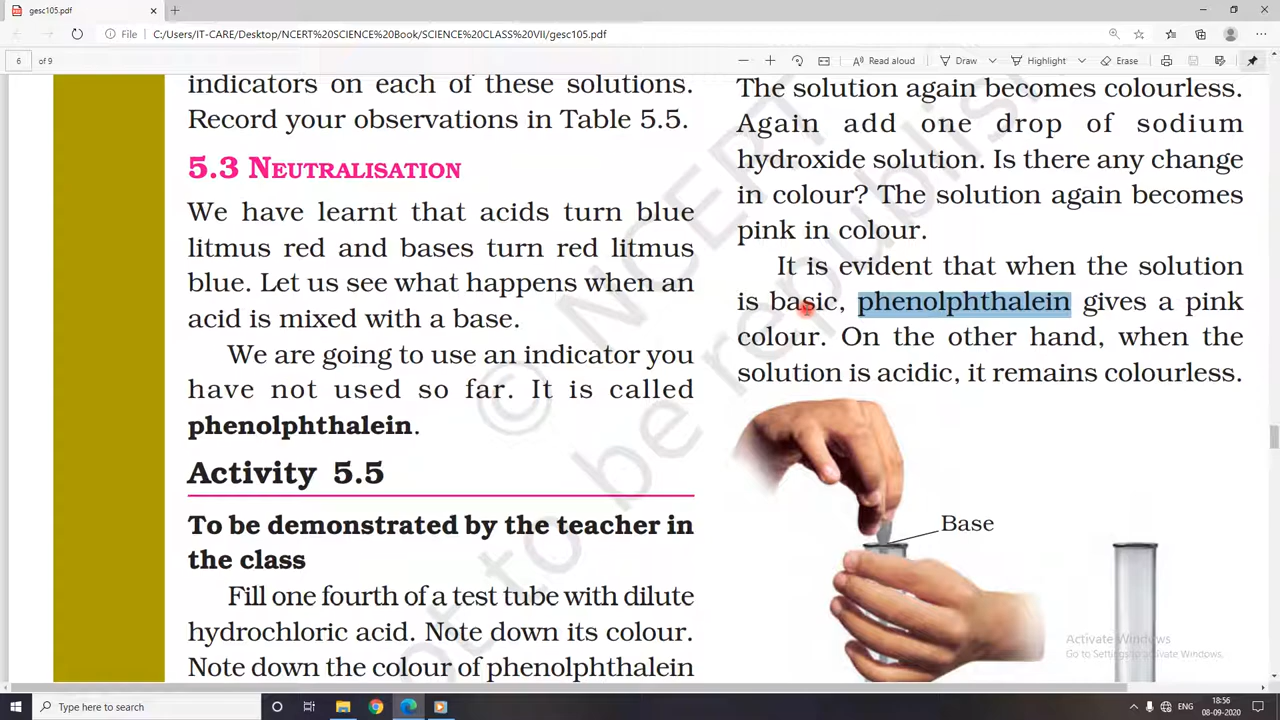 gesc105.pdf
File
C:/Users/IT-CARE/Desktop/NCERT%20SCIENCE%20Book/SCIENCE%20CLASS%20VII/gesc105.pdf
6 of 9
Read aloud
Draw
Highlight
Erase
indicators on each of these solutions.
Record your observations in Table 5.5.
5.3 NEUTRALISATION
We have learnt that acids turn blue
litmus red and bases turn red litmus
blue. Let us see what happens when an
acid is mixed with a base.
We are going to use an indicator you
have not used so far. It is called
phenolphthalein.
Activity 5.5
To be demonstrated by the teacher in
the class
Fill one fourth of a test tube with dilute
hydrochloric acid. Note down its colour.
Note down the colour of phenolphthalein
The solution again becomes colourless.
Again add one drop of sodium
hydroxide solution. Is there any change
in colour? The solution again becomes
pink in colour.
It is evident that when the solution
is basic, phenolphthalein gives a pink
colour. On the other hand, when the
solution is acidic, it remains colourless.
Base
© NCERT
to be republish
Activate Windows
Go to Settings to activate Windows.
Type here to search
ENG
18:56
08-09-2020